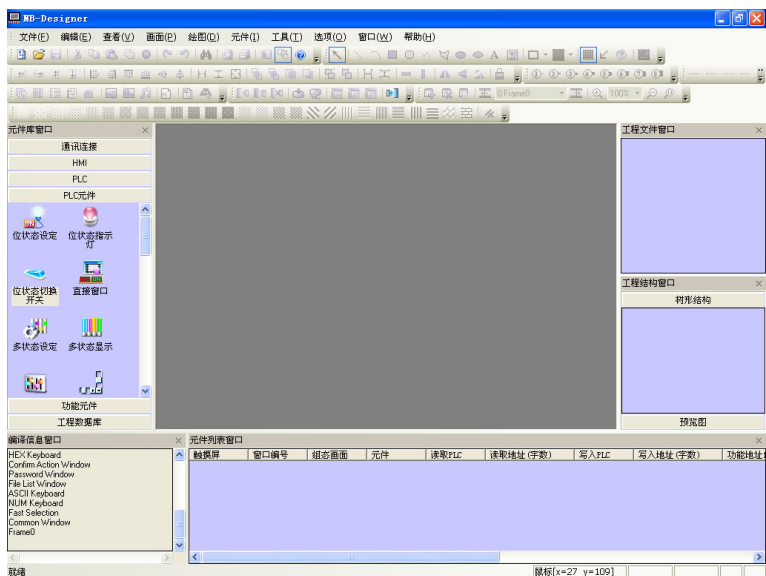 NB-Designer
文件(F) 编辑(E) 查看(V) 画面(P) 绘图(D) 元件(I) 工具(T) 选项(O) 窗口(W) 帮助(H)
0:Frame0 100%
元件库窗口
通讯连接
HMI
PLC
PLC元件
位状态设定 位状态指示灯
位状态切换开关 直接窗口
多状态设定 多状态显示
功能元件
工程数据库
工程文件窗口
工程结构窗口
树形结构
预览图
编译信息窗口
HEX Keyboard
Confirm Action Window
Password Window
File List Window
ASCII Keyboard
NUM Keyboard
Fast Selection
Common Window
Frame0
元件列表窗口
触摸屏 窗口编号 组态画面 元件 读取PLC 读取地址(字数) 写入PLC 写入地址(字数) 功能地址
就绪 鼠标[x=27 y=109]